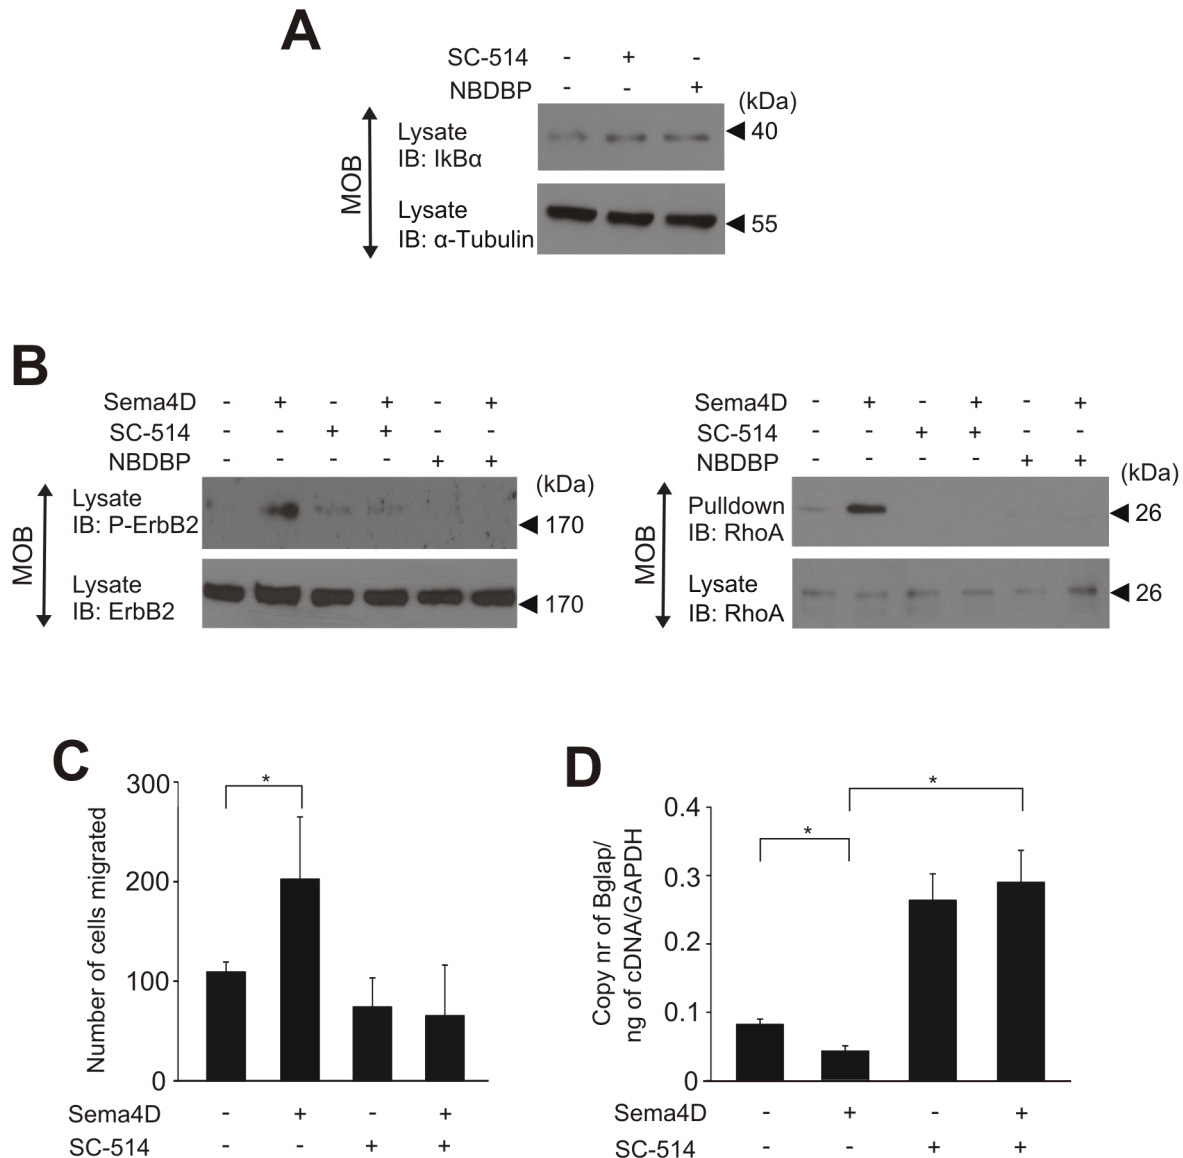 A
SC-514 - + -
NBDBP - - +
(kDa)
Lysate
IB: IkBα
40
MOB
Lysate
IB: α-Tubulin
55
B
Sema4D - + - + - +
SC-514 - - + + - -
NBDBP - - - - + +
(kDa)
Lysate
IB: P-ErbB2
170
MOB
Lysate
IB: ErbB2
170
Sema4D - + - + - +
SC-514 - - + + - -
NBDBP - - - - + +
(kDa)
Pulldown
IB: RhoA
26
MOB
Lysate
IB: RhoA
26
C
Number of cells migrated
300
200
100
0
*
Sema4D - + - +
SC-514 - - + +
D
Copy nr of Bglap/
ng of cDNA/GAPDH
0.4
0.3
0.2
0.1
0
*
*
Sema4D - + - +
SC-514 - - + +